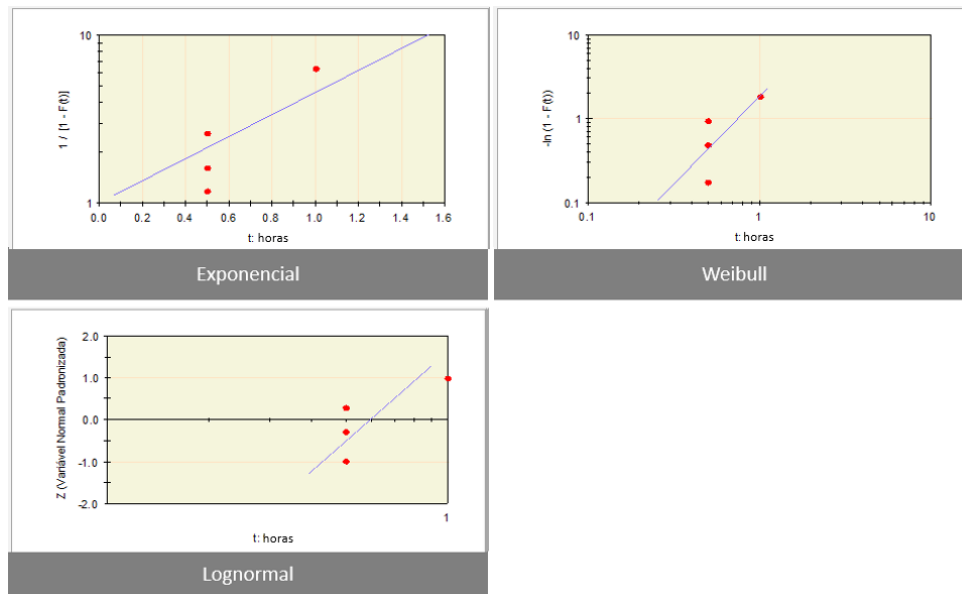 10
1
1 / [1 - F(t)]
0.0 0.2 0.4 0.6 0.8 1.0 1.2 1.4 1.6
t: horas
Exponencial
10
1
0.1
-ln (1 - F(t))
0.1 1 10
t: horas
Weibull
2.0
1.0
0.0
-1.0
-2.0
Z (Variável Normal Padronizada)
1
t: horas
Lognormal